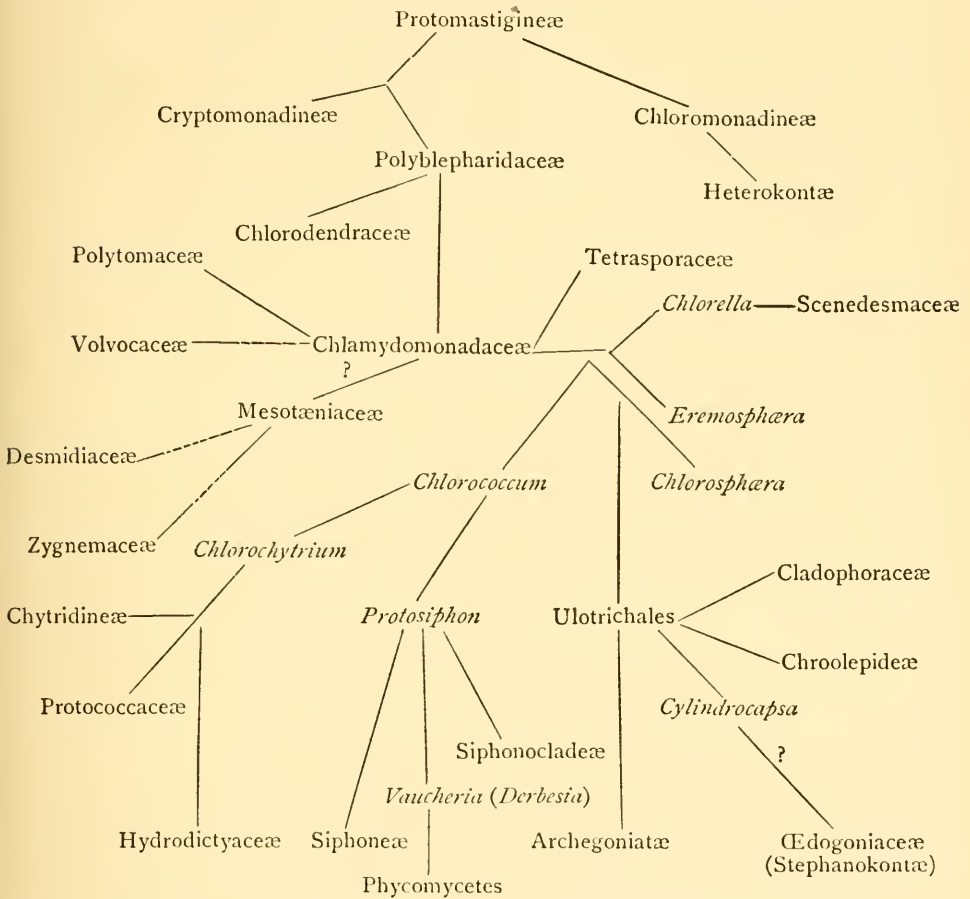 Protomastigineæ
Cryptomonadineæ
Chloromonadineæ
Polyblepharidaceæ
Heterokontæ
Chlorodendraceæ
Polytomaceæ
Tetrasporaceæ
Chlorella
Scenedesmaceæ
Volvocaceæ
Chlamydomonadaceæ
?
Mesotæniaceæ
Eremosphæra
Desmidiaceæ
Chlorococcum
Chlorosphæra
Zygnemaceæ
Chlorochytrium
Cladophoraceæ
Chytridineæ
Protosiphon
Ulotrichales
Chroolepideæ
Protococcaceæ
Cylindrocapsa
Siphonocladeæ
?
Vaucheria (Derbesia)
Hydrodictyaceæ
Siphoneæ
Archegoniatæ
Œdogoniaceæ
(Stephanokontæ)
Phycomycetes